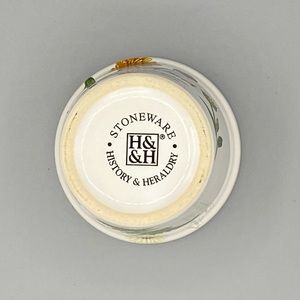 • STONEWARE •
H&
&H®
HISTORY & HERALDRY